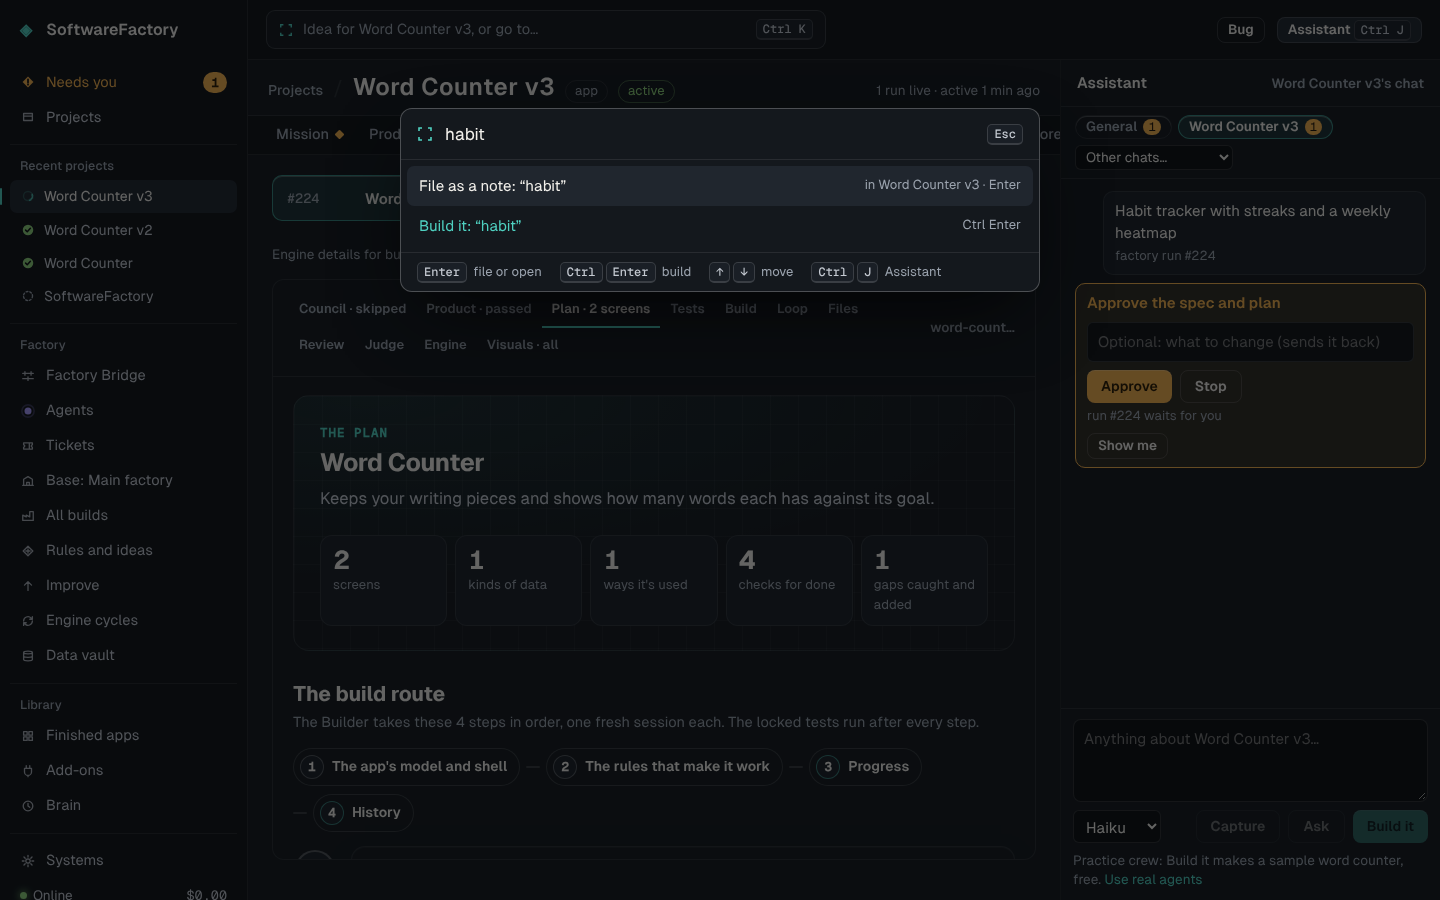 SoftwareFactory
Idea for Word Counter v3, or go to...
Ctrl K
Bug
Assistant Ctrl J
Needs you
1
Projects
Recent projects
Word Counter v3
Word Counter v2
Word Counter
SoftwareFactory
Factory
Factory Bridge
Agents
Tickets
Base: Main factory
All builds
Rules and ideas
Improve
Engine cycles
Data vault
Library
Finished apps
Add-ons
Brain
Systems
Online
$0.00
Projects / Word Counter v3 app active
1 run live · active 1 min ago
Mission
habit
Esc
File as a note: “habit”
in Word Counter v3 · Enter
Build it: “habit”
Ctrl Enter
Enter file or open Ctrl Enter build ↑ ↓ move Ctrl J Assistant
#224
Engine details for
Council · skipped
Product · passed
Plan · 2 screens
Tests
Build
Loop
Files
word-count...
Review
Judge
Engine
Visuals · all
THE PLAN
Word Counter
Keeps your writing pieces and shows how many words each has against its goal.
2
screens
1
kinds of data
1
ways it's used
4
checks for done
1
gaps caught and
added
The build route
The Builder takes these 4 steps in order, one fresh session each. The locked tests run after every step.
1 The app's model and shell
2 The rules that make it work
3 Progress
4 History
Assistant
Word Counter v3's chat
General 1
Word Counter v3 1
Other chats...
Habit tracker with streaks and a weekly
heatmap
factory run #224
Approve the spec and plan
Optional: what to change (sends it back)
Approve
Stop
run #224 waits for you
Show me
Anything about Word Counter v3...
Haiku
Capture
Ask
Build it
Practice crew: Build it makes a sample word counter,
free. Use real agents